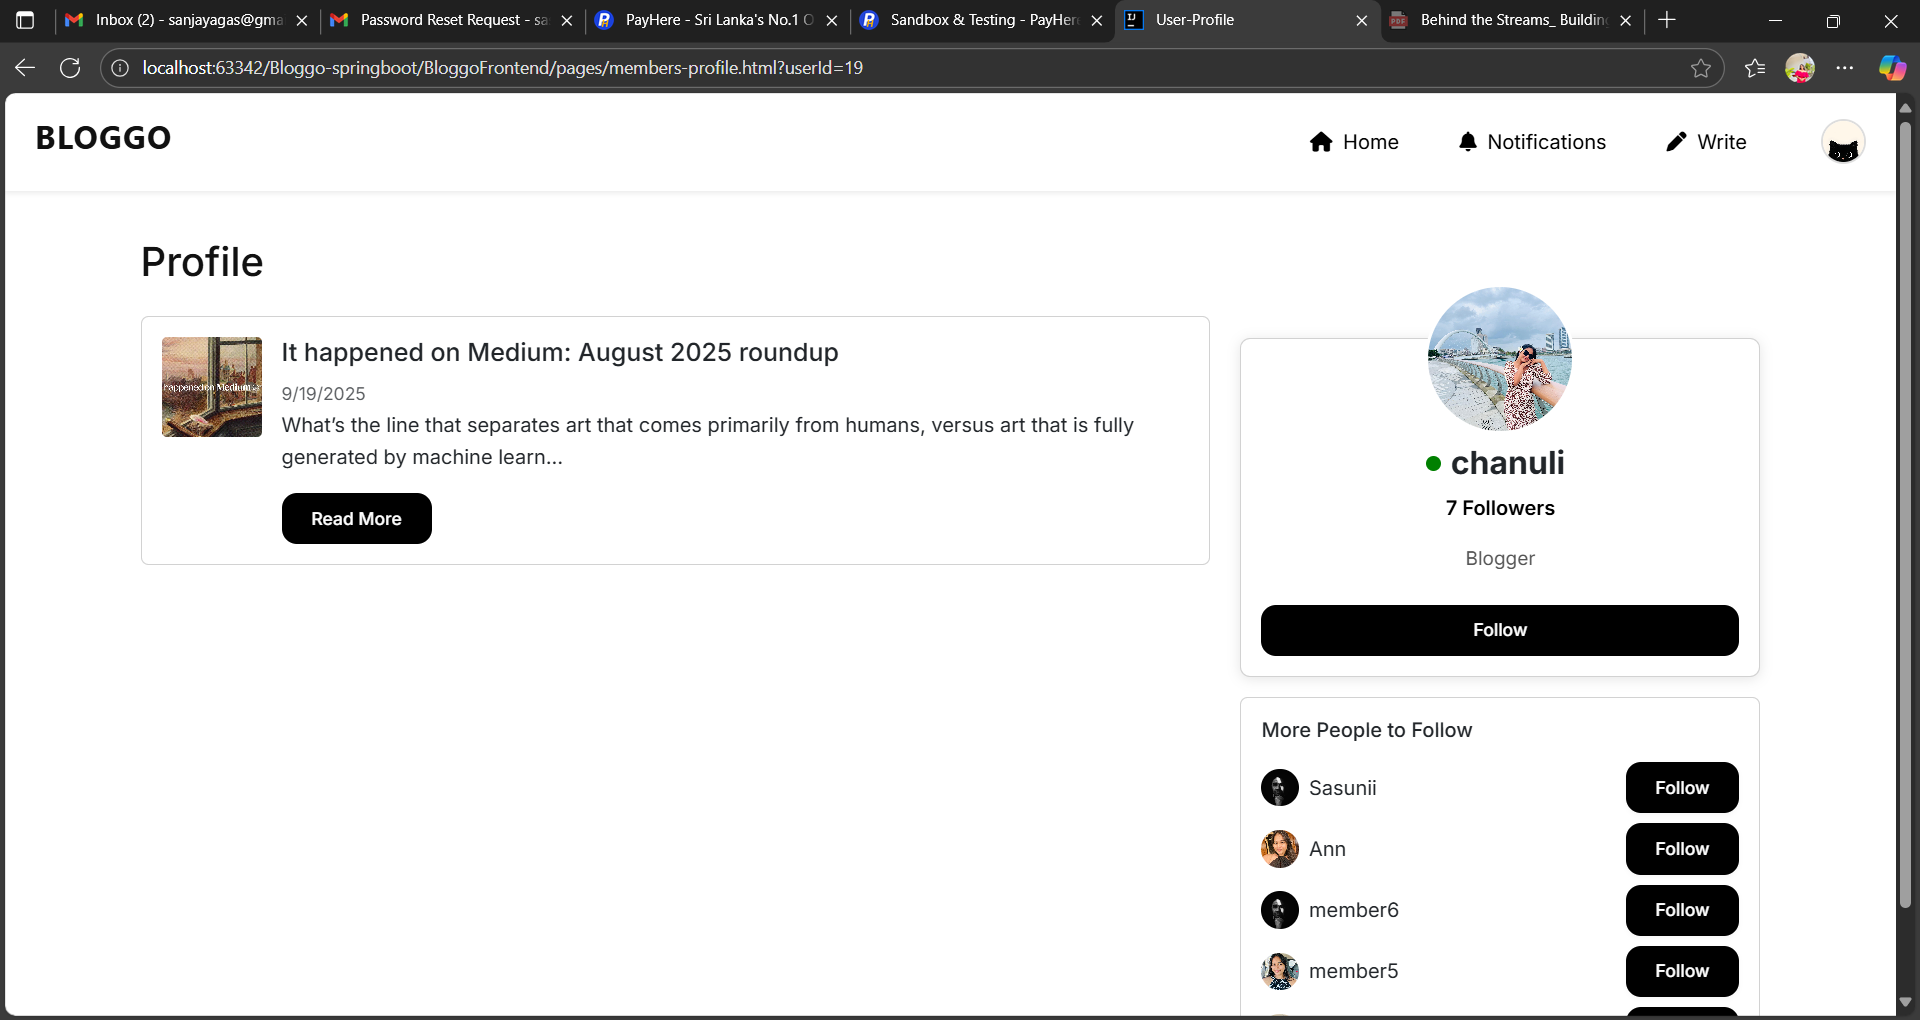 Inbox (2) - sanjayagas@gma
Password Reset Request - sa
PayHere - Sri Lanka's No.1 O
Sandbox & Testing - PayHere
User-Profile
Behind the Streams_ Building
localhost:63342/Bloggo-springboot/BloggoFrontend/pages/members-profile.html?userId=19
BLOGGO
Home
Notifications
Write
Profile
It happened on Medium: August 2025 roundup
9/19/2025
What’s the line that separates art that comes primarily from humans, versus art that is fully
generated by machine learn...
Read More
chanuli
7 Followers
Blogger
Follow
More People to Follow
Sasunii
Follow
Ann
Follow
member6
Follow
member5
Follow